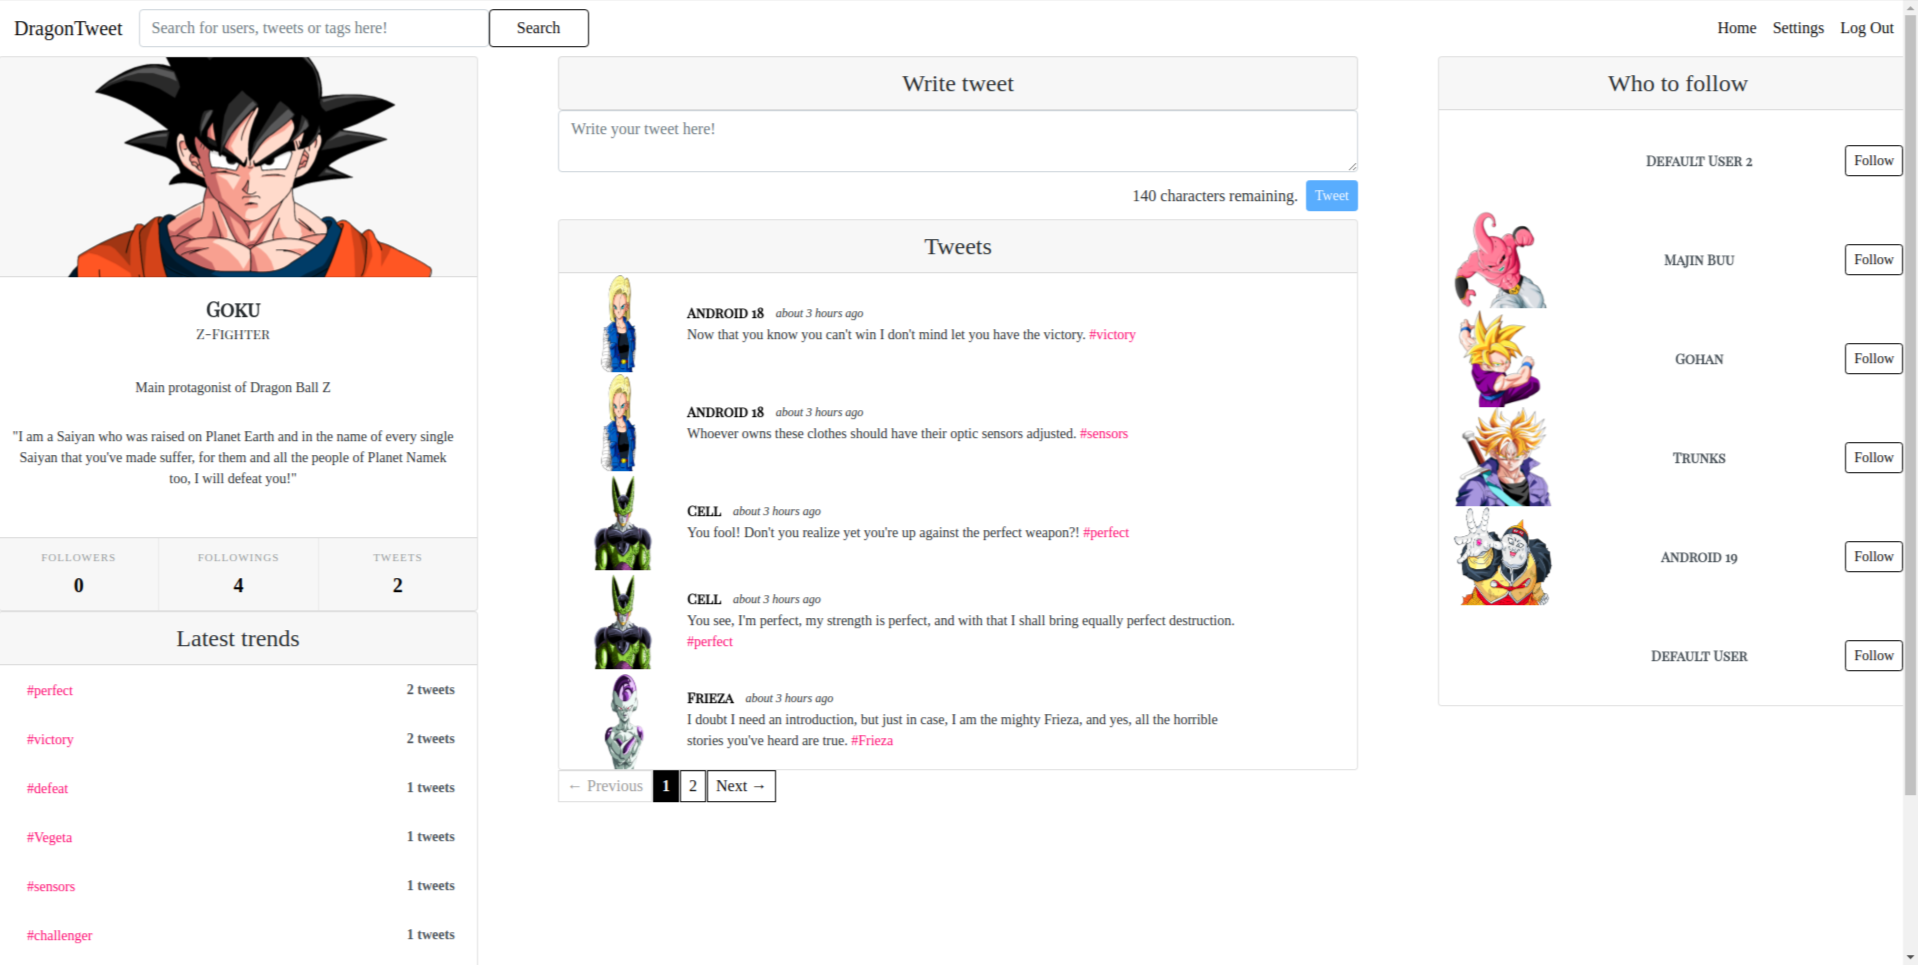 DragonTweet
Search for users, tweets or tags here!
Search
Home
Settings
Log Out
Goku
Z-Fighter
Main protagonist of Dragon Ball Z
"I am a Saiyan who was raised on Planet Earth and in the name of every single
Saiyan that you've made suffer, for them and all the people of Planet Namek
too, I will defeat you!"
FOLLOWERS
FOLLOWINGS
TWEETS
0
4
2
Latest trends
#perfect 2 tweets
#victory 2 tweets
#defeat 1 tweets
#Vegeta 1 tweets
#sensors 1 tweets
#challenger 1 tweets
Write tweet
Write your tweet here!
140 characters remaining.
Tweet
Tweets
Android 18 about 3 hours ago
Now that you know you can't win I don't mind let you have the victory. #victory
Android 18 about 3 hours ago
Whoever owns these clothes should have their optic sensors adjusted. #sensors
Cell about 3 hours ago
You fool! Don't you realize yet you're up against the perfect weapon?! #perfect
Cell about 3 hours ago
You see, I'm perfect, my strength is perfect, and with that I shall bring equally perfect destruction.
#perfect
Frieza about 3 hours ago
I doubt I need an introduction, but just in case, I am the mighty Frieza, and yes, all the horrible
stories you've heard are true. #Frieza
← Previous 1 2 Next →
Who to follow
Default User 2 Follow
Majin Buu Follow
Gohan Follow
Trunks Follow
Android 19 Follow
Default User Follow